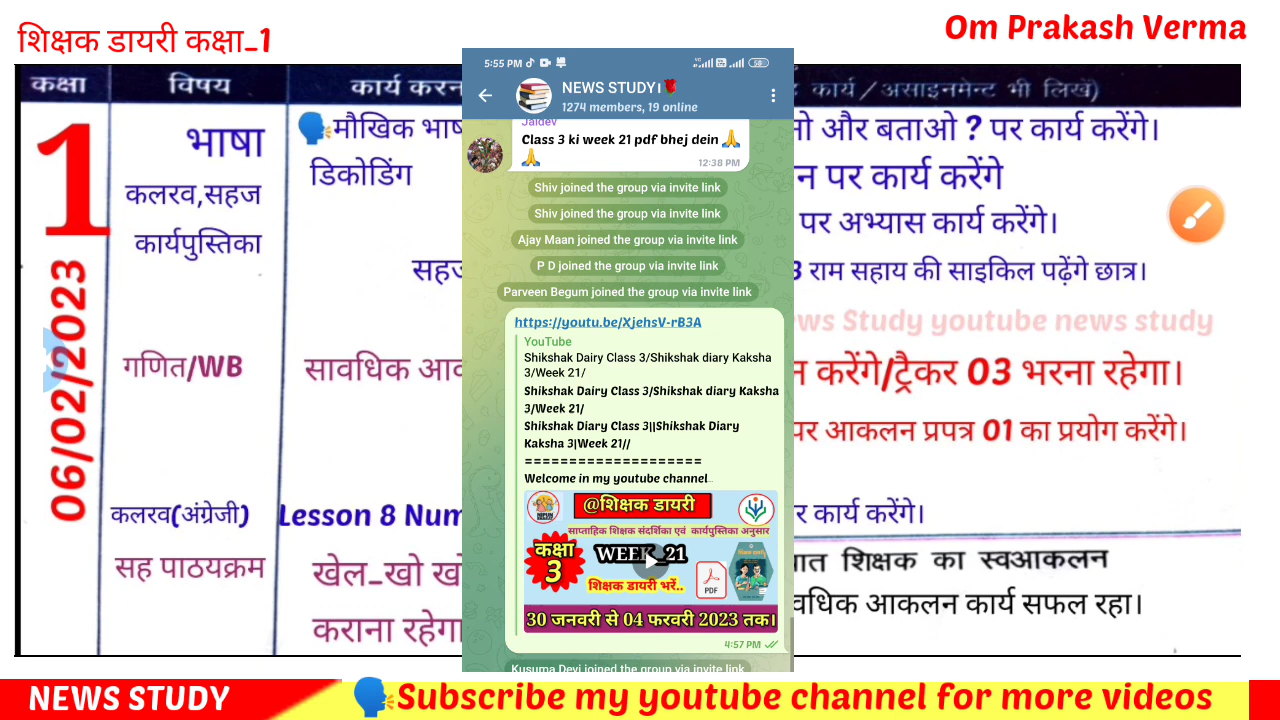 शिक्षक डायरी कक्षा-1
Om Prakash Verma
कक्षा
विषय
कार्य करन
कार्य/असाइनमेन्ट भी लिखें)
1
06/02/2023
भाषा
कलरव,सहज
कार्यपुस्तिका
मौखिक भाष
डिकोडिंग
सहज
ओ और बताओ ? पर कार्य करेंगे।
न पर कार्य करेंगे
पर अभ्यास कार्य करेंगे।
3 राम सहाय की साइकिल पढ़ेंगे छात्र।
ws Study youtube news study
गणित/WB
सावधिक आक
न करेंगे/ट्रैकर 03 भरना रहेगा।
पर आकलन प्रपत्र 01 का प्रयोग करेंगे।
कलरव(अंग्रेजी)
Lesson 8 Num
र कार्य करेंगे।
सह पाठयक्रम
खेल-खो खो
कराना रहेगा
ात शिक्षक का स्वआकलन
वधिक आकलन कार्य सफल रहा।
5:55 PM
58
NEWS STUDY।🌹
1274 members, 19 online
Jaidev
Class 3 ki week 21 pdf bhej dein 🙏
🙏
12:38 PM
Shiv joined the group via invite link
Shiv joined the group via invite link
Ajay Maan joined the group via invite link
P D joined the group via invite link
Parveen Begum joined the group via invite link
https://youtu.be/XjehsV-rB3A
YouTube
Shikshak Dairy Class 3/Shikshak diary Kaksha
3/Week 21/
Shikshak Dairy Class 3/Shikshak diary Kaksha
3/Week 21/
Shikshak Diary Class 3||Shikshak Diary
Kaksha 3|Week 21//
====================
Welcome in my youtube channel...
@शिक्षक डायरी
साप्ताहिक शिक्षक संदर्शिका एवं कार्यपुस्तिका अनुसार
कक्षा
3
WEEK_21
शिक्षक डायरी भरें..
PDF
30 जनवरी से 04 फरवरी 2023 तक।
4:57 PM
Kusuma Devi joined the group via invite link
NEWS STUDY
Subscribe my youtube channel for more videos